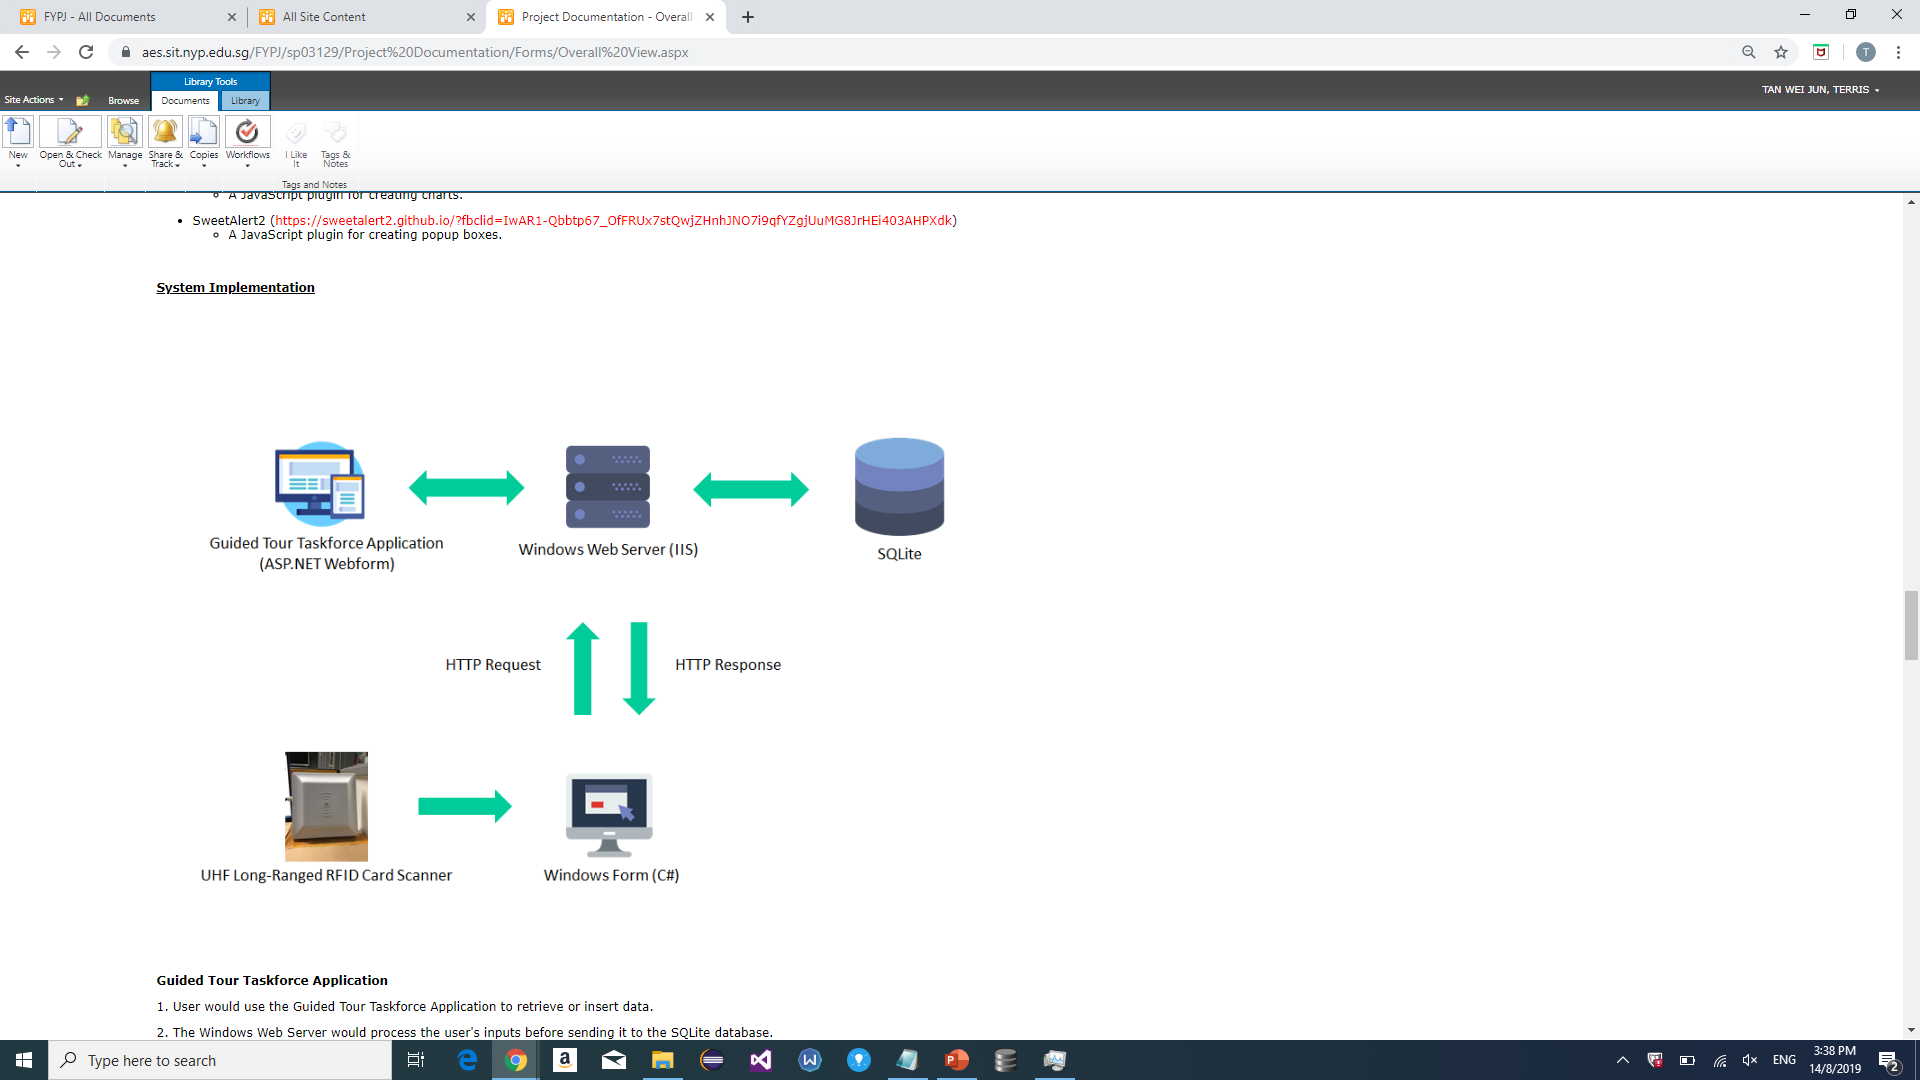 FYPJ - All Documents
All Site Content
Project Documentation - Overall
aes.sit.nyp.edu.sg/FYPJ/sp03129/Project%20Documentation/Forms/Overall%20View.aspx
T
Library Tools
Site Actions
Browse
Documents
Library
TAN WEI JUN, TERRIS
New
Open & Check Out
Manage
Share & Track
Copies
Workflows
I Like It
Tags & Notes
Tags and Notes
A JavaScript plugin for creating charts.
SweetAlert2 (https://sweetalert2.github.io/?fbclid=IwAR1-Qbbtp67_OfFRUx7stQwjZHnhJNO7i9qfYZgjUuMG8JrHEi403AHPXdk)
A JavaScript plugin for creating popup boxes.
System Implementation
Guided Tour Taskforce Application
(ASP.NET Webform)
Windows Web Server (IIS)
SQLite
HTTP Request
HTTP Response
UHF Long-Ranged RFID Card Scanner
Windows Form (C#)
Guided Tour Taskforce Application
1. User would use the Guided Tour Taskforce Application to retrieve or insert data.
2. The Windows Web Server would process the user's inputs before sending it to the SQLite database.
Type here to search
ENG
3:38 PM
14/8/2019
2